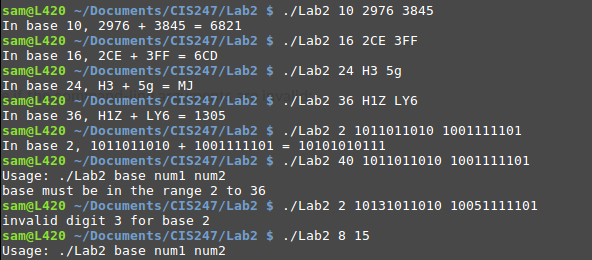 sam@L420 ~/Documents/CIS247/Lab2 $ ./Lab2 10 2976 3845
In base 10, 2976 + 3845 = 6821
sam@L420 ~/Documents/CIS247/Lab2 $ ./Lab2 16 2CE 3FF
In base 16, 2CE + 3FF = 6CD
sam@L420 ~/Documents/CIS247/Lab2 $ ./Lab2 24 H3 5g
In base 24, H3 + 5g = MJ
sam@L420 ~/Documents/CIS247/Lab2 $ ./Lab2 36 H1Z LY6
In base 36, H1Z + LY6 = 1305
sam@L420 ~/Documents/CIS247/Lab2 $ ./Lab2 2 1011011010 1001111101
In base 2, 1011011010 + 1001111101 = 10101010111
sam@L420 ~/Documents/CIS247/Lab2 $ ./Lab2 40 1011011010 1001111101
Usage: ./Lab2 base num1 num2
base must be in the range 2 to 36
sam@L420 ~/Documents/CIS247/Lab2 $ ./Lab2 2 10131011010 10051111101
invalid digit 3 for base 2
sam@L420 ~/Documents/CIS247/Lab2 $ ./Lab2 8 15
Usage: ./Lab2 base num1 num2